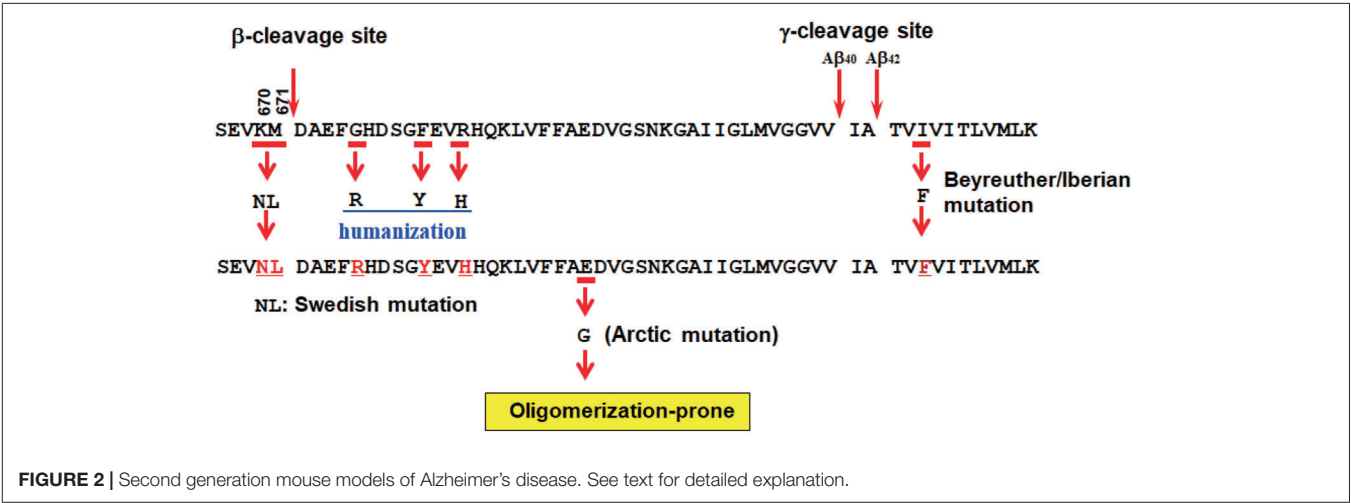 β-cleavage site
γ-cleavage site
Aβ40 Aβ42
670
671
SEVKM DAEFGHDSGFEVRHQKLVFFAEDVGSNKGAIIGLMVGGVV IA TVIVITLVMLK
NL R Y H F Beyreuther/Iberian
mutation
humanization
SEVNL DAEFRHDSGYEVHHQKLVFFAEDVGSNKGAIIGLMVGGVV IA TVFVITLVMLK
NL: Swedish mutation
G (Arctic mutation)
Oligomerization-prone
FIGURE 2 | Second generation mouse models of Alzheimer's disease. See text for detailed explanation.